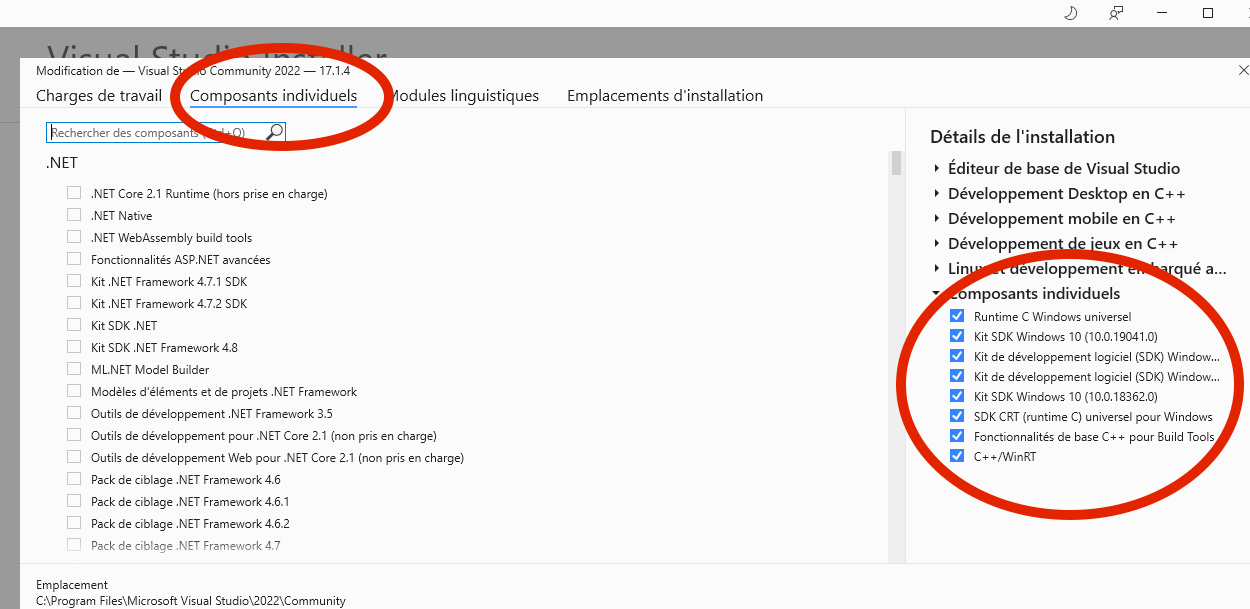 Visual Studio Installer
Modification de — Visual Studio Community 2022 — 17.1.4
Charges de travail Composants individuels Modules linguistiques Emplacements d'installation
Rechercher des composants (Ctrl+Q)
.NET
.NET Core 2.1 Runtime (hors prise en charge)
.NET Native
.NET WebAssembly build tools
Fonctionnalités ASP.NET avancées
Kit .NET Framework 4.7.1 SDK
Kit .NET Framework 4.7.2 SDK
Kit SDK .NET
Kit SDK .NET Framework 4.8
ML.NET Model Builder
Modèles d'éléments et de projets .NET Framework
Outils de développement .NET Framework 3.5
Outils de développement pour .NET Core 2.1 (non pris en charge)
Outils de développement Web pour .NET Core 2.1 (non pris en charge)
Pack de ciblage .NET Framework 4.6
Pack de ciblage .NET Framework 4.6.1
Pack de ciblage .NET Framework 4.6.2
Pack de ciblage .NET Framework 4.7
Détails de l'installation
Éditeur de base de Visual Studio
Développement Desktop en C++
Développement mobile en C++
Développement de jeux en C++
Linux et développement embarqué a...
Composants individuels
Runtime C Windows universel
Kit SDK Windows 10 (10.0.19041.0)
Kit de développement logiciel (SDK) Window...
Kit de développement logiciel (SDK) Window...
Kit SDK Windows 10 (10.0.18362.0)
SDK CRT (runtime C) universel pour Windows
Fonctionnalités de base C++ pour Build Tools
C++/WinRT
Emplacement
C:\Program Files\Microsoft Visual Studio\2022\Community